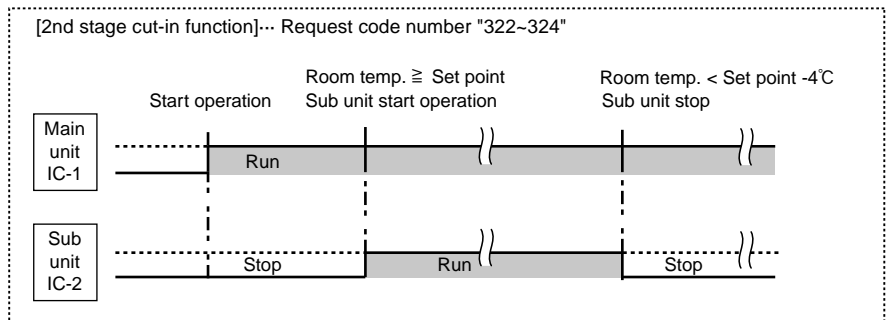 [2nd stage cut-in function]··· Request code number "322~324"
Room temp. ≧ Set point
Room temp. < Set point -4℃
Start operation
Sub unit start operation
Sub unit stop
Main
unit
IC-1
Run
Sub
unit
IC-2
Stop
Run
Stop